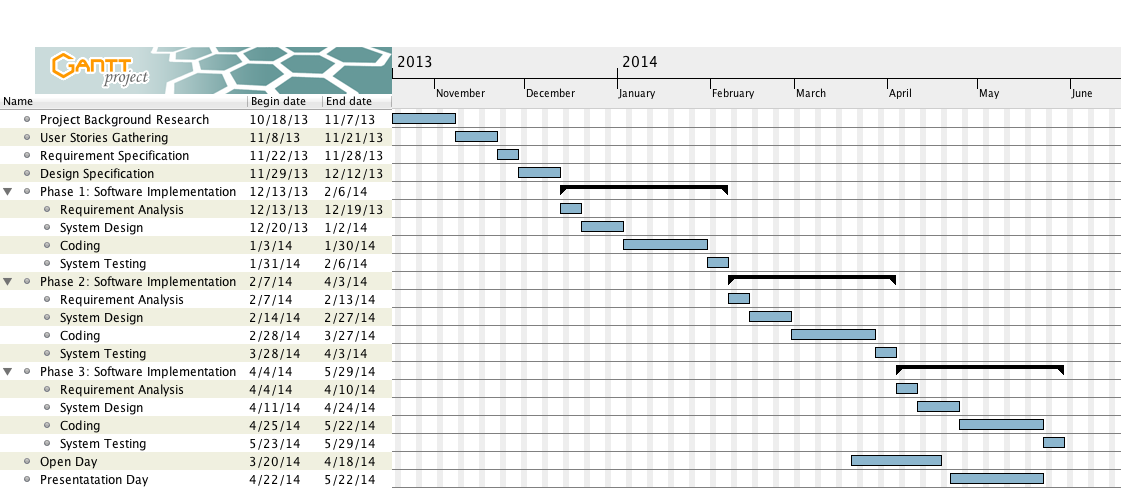 GANTT
project
2013 2014
November December January February March April May June
Name Begin date End date
Project Background Research 10/18/13 11/7/13
User Stories Gathering 11/8/13 11/21/13
Requirement Specification 11/22/13 11/28/13
Design Specification 11/29/13 12/12/13
Phase 1: Software Implementation 12/13/13 2/6/14
Requirement Analysis 12/13/13 12/19/13
System Design 12/20/13 1/2/14
Coding 1/3/14 1/30/14
System Testing 1/31/14 2/6/14
Phase 2: Software Implementation 2/7/14 4/3/14
Requirement Analysis 2/7/14 2/13/14
System Design 2/14/14 2/27/14
Coding 2/28/14 3/27/14
System Testing 3/28/14 4/3/14
Phase 3: Software Implementation 4/4/14 5/29/14
Requirement Analysis 4/4/14 4/10/14
System Design 4/11/14 4/24/14
Coding 4/25/14 5/22/14
System Testing 5/23/14 5/29/14
Open Day 3/20/14 4/18/14
Presentatation Day 4/22/14 5/22/14